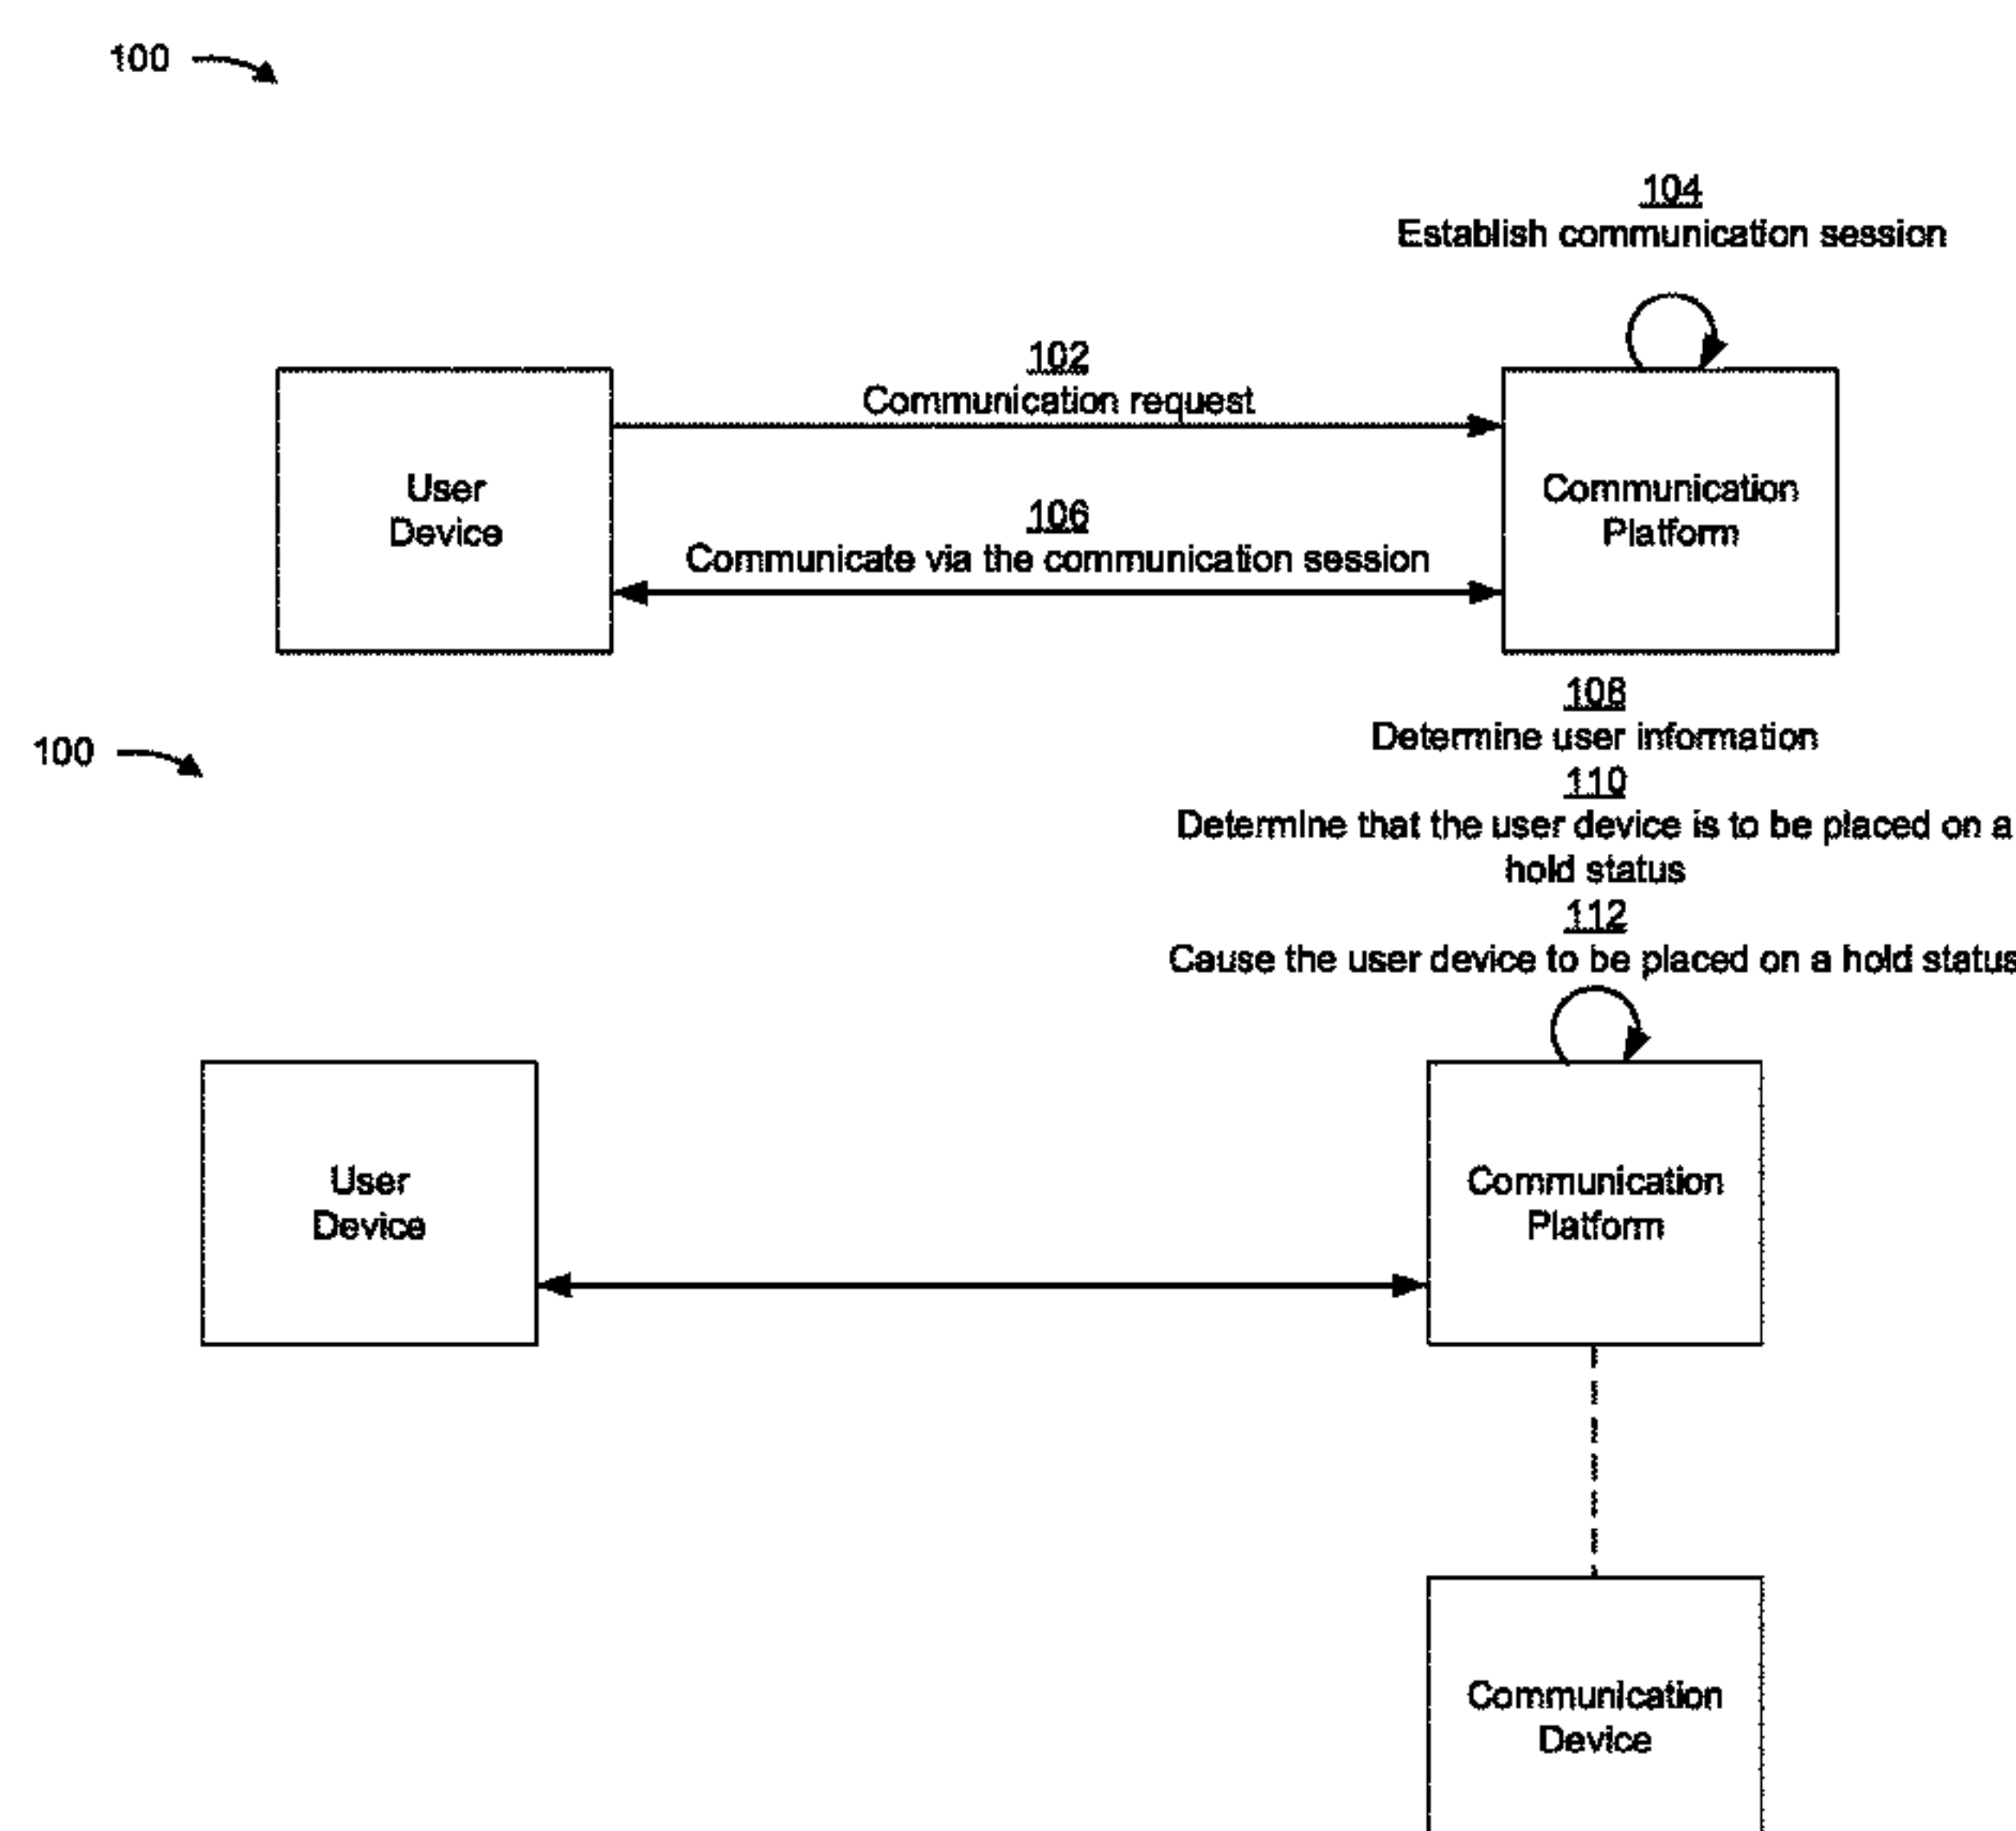 100
104
Establish communication session
102
Communication request
User
Device
106
Communicate via the communication session
Communication
Platform
108
Determine user information
100
110
Determine that the user device is to be placed on a
hold status
112
Cause the user device to be placed on a hold status
User
Device
Communication
Platform
Communication
Device